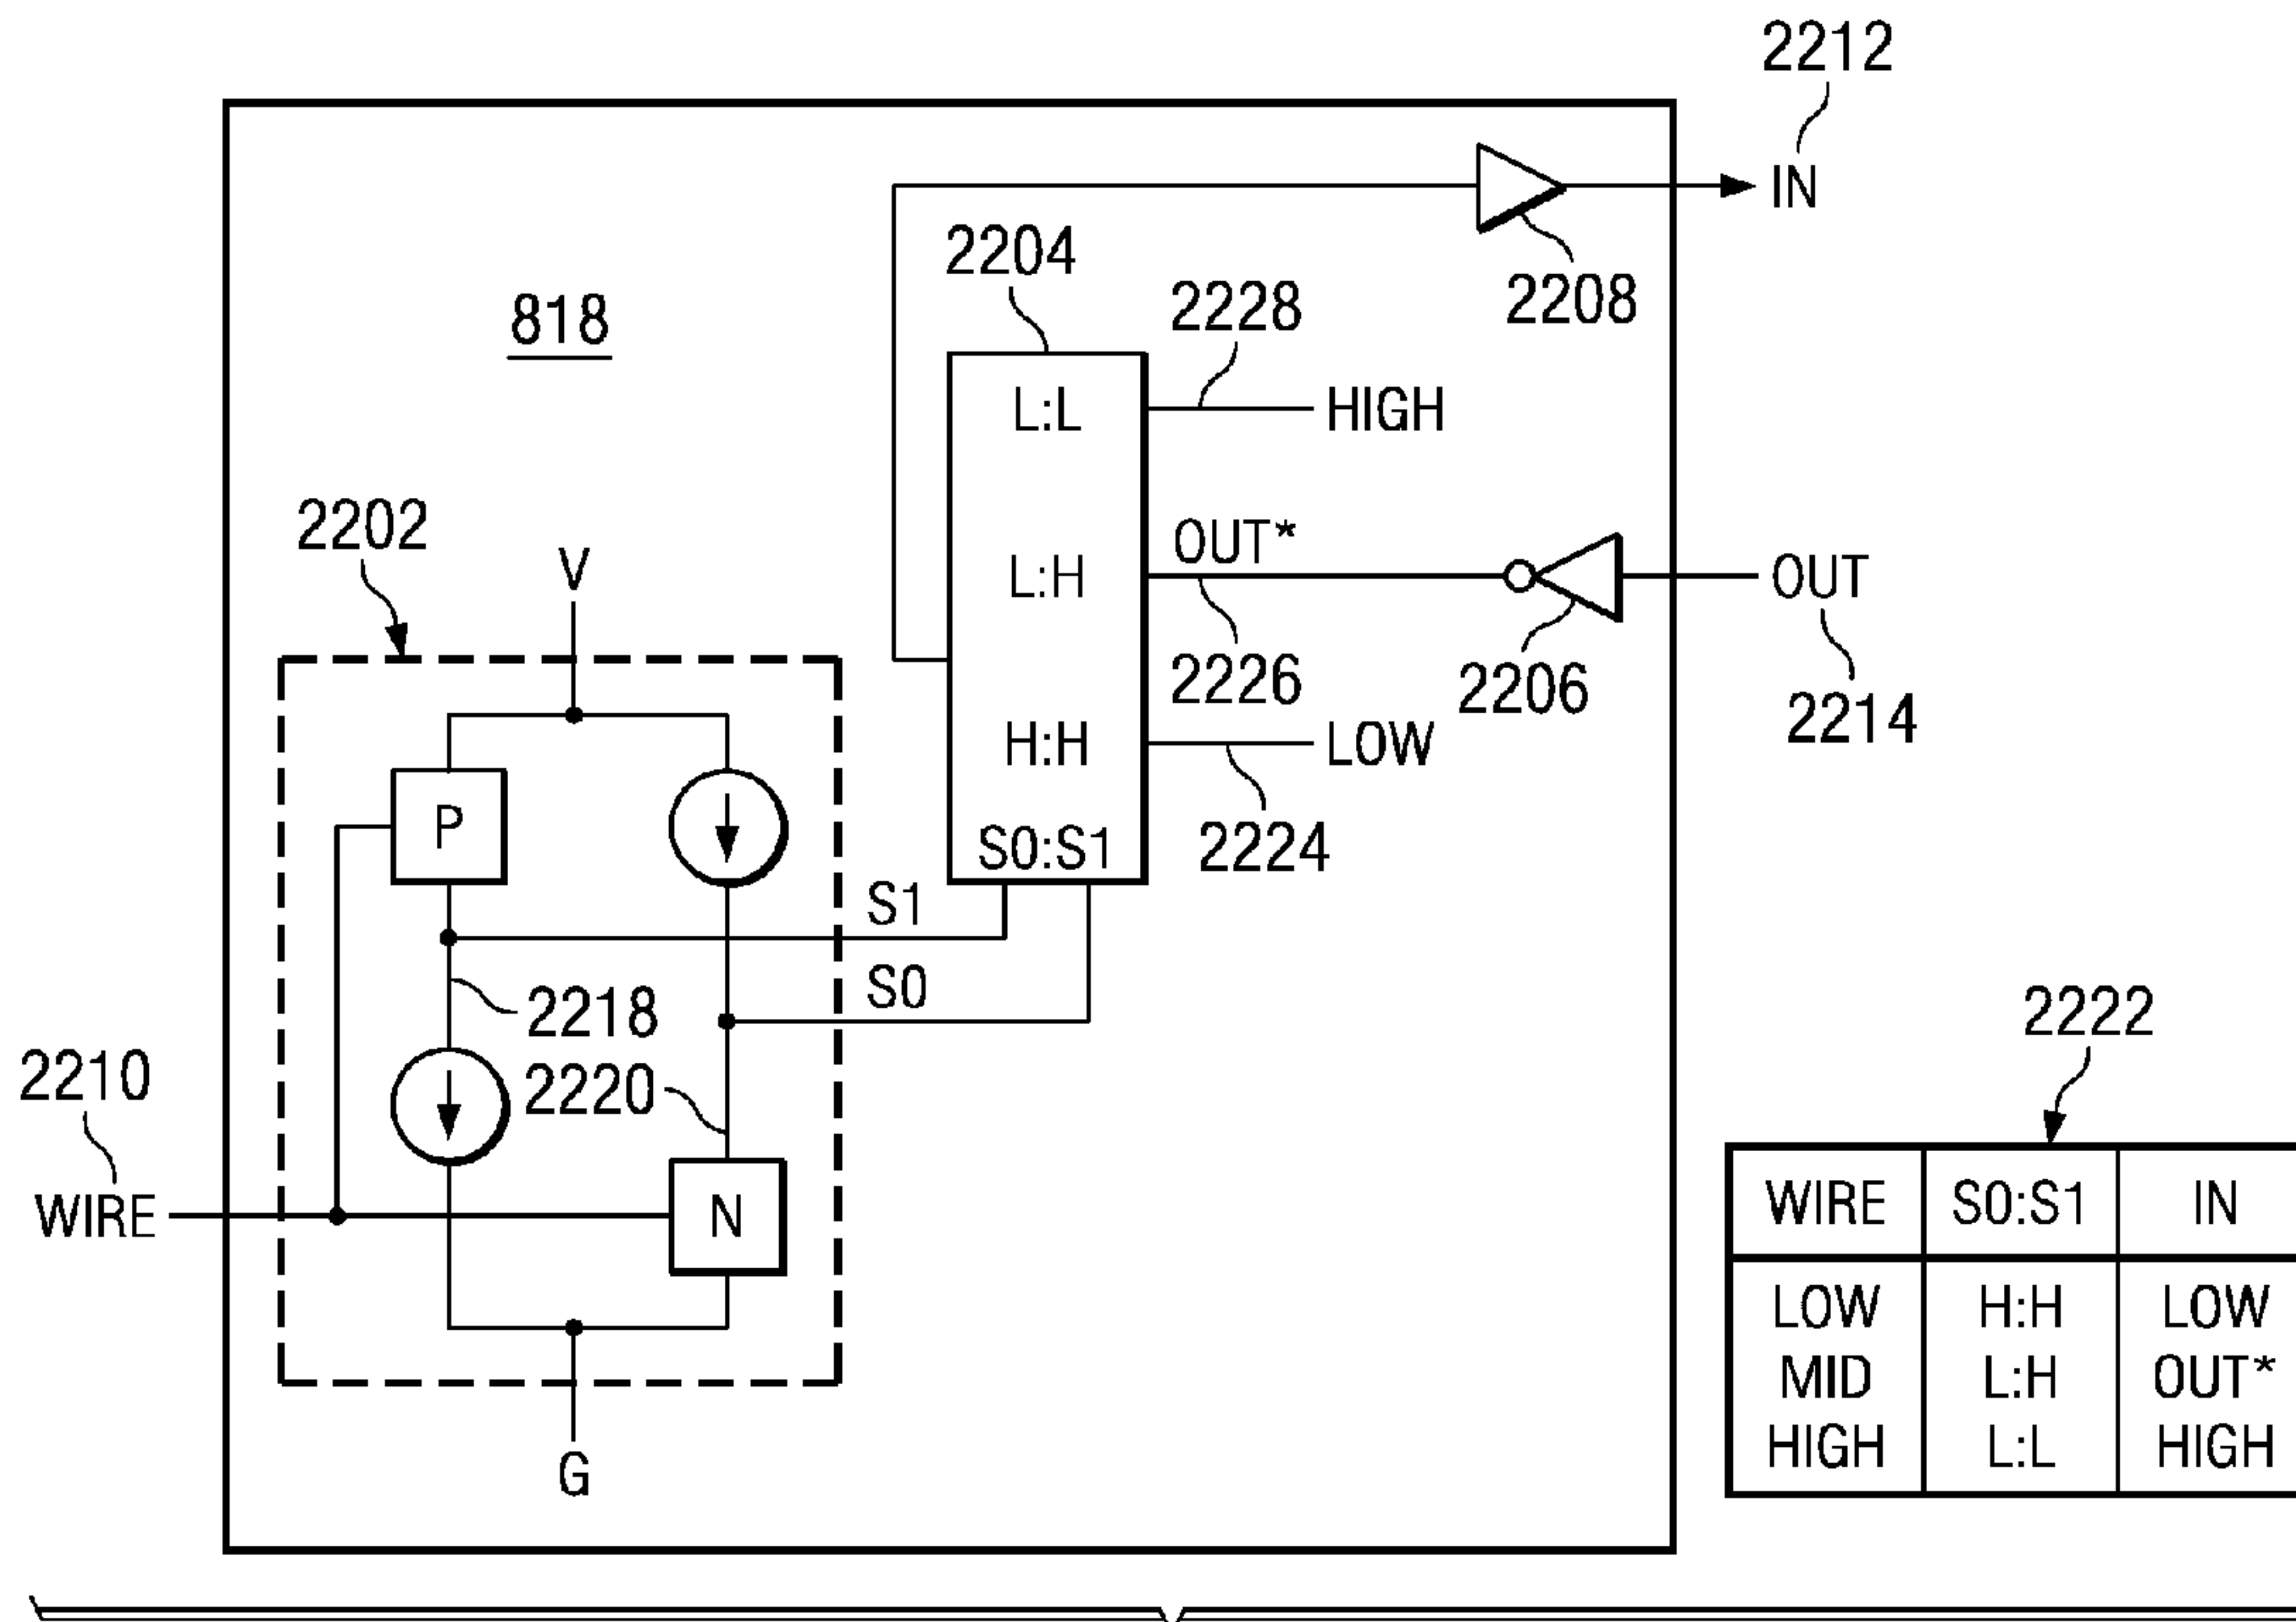 2212
IN
2208
2204
2228
818
L:L
HIGH
2202
V
OUT*
L:H
OUT
2226
2206
2214
H:H
LOW
P
S0:S1
2224
S1
S0
2218
2220
2210
WIRE
N
G
2222
WIRE S0:S1 IN
LOW H:H LOW
MID L:H OUT*
HIGH L:L HIGH